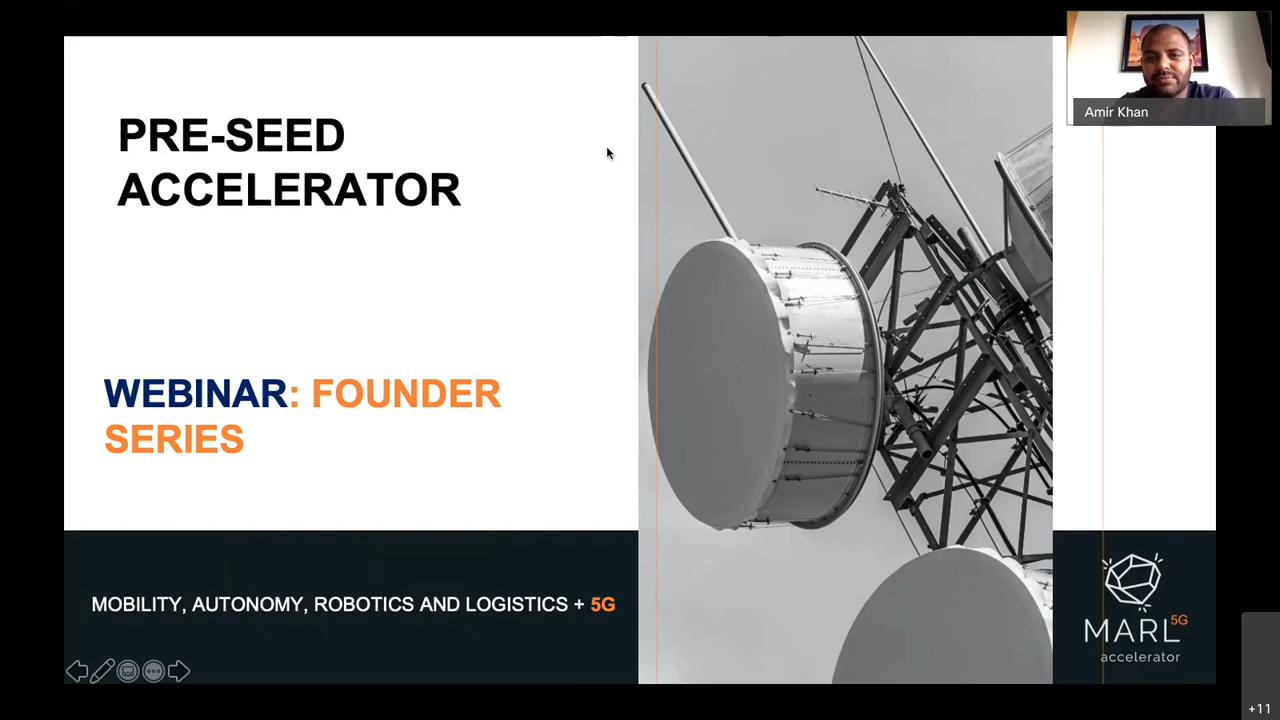 PRE-SEED
ACCELERATOR
Amir Khan
WEBINAR: FOUNDER
SERIES
MOBILITY, AUTONOMY, ROBOTICS AND LOGISTICS + 5G
MARL 5G
accelerator
+11